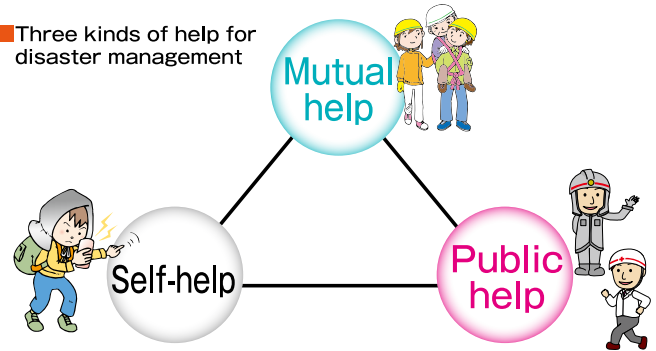 Three kinds of help for
disaster management
Mutual
help
Self-help
Public
help